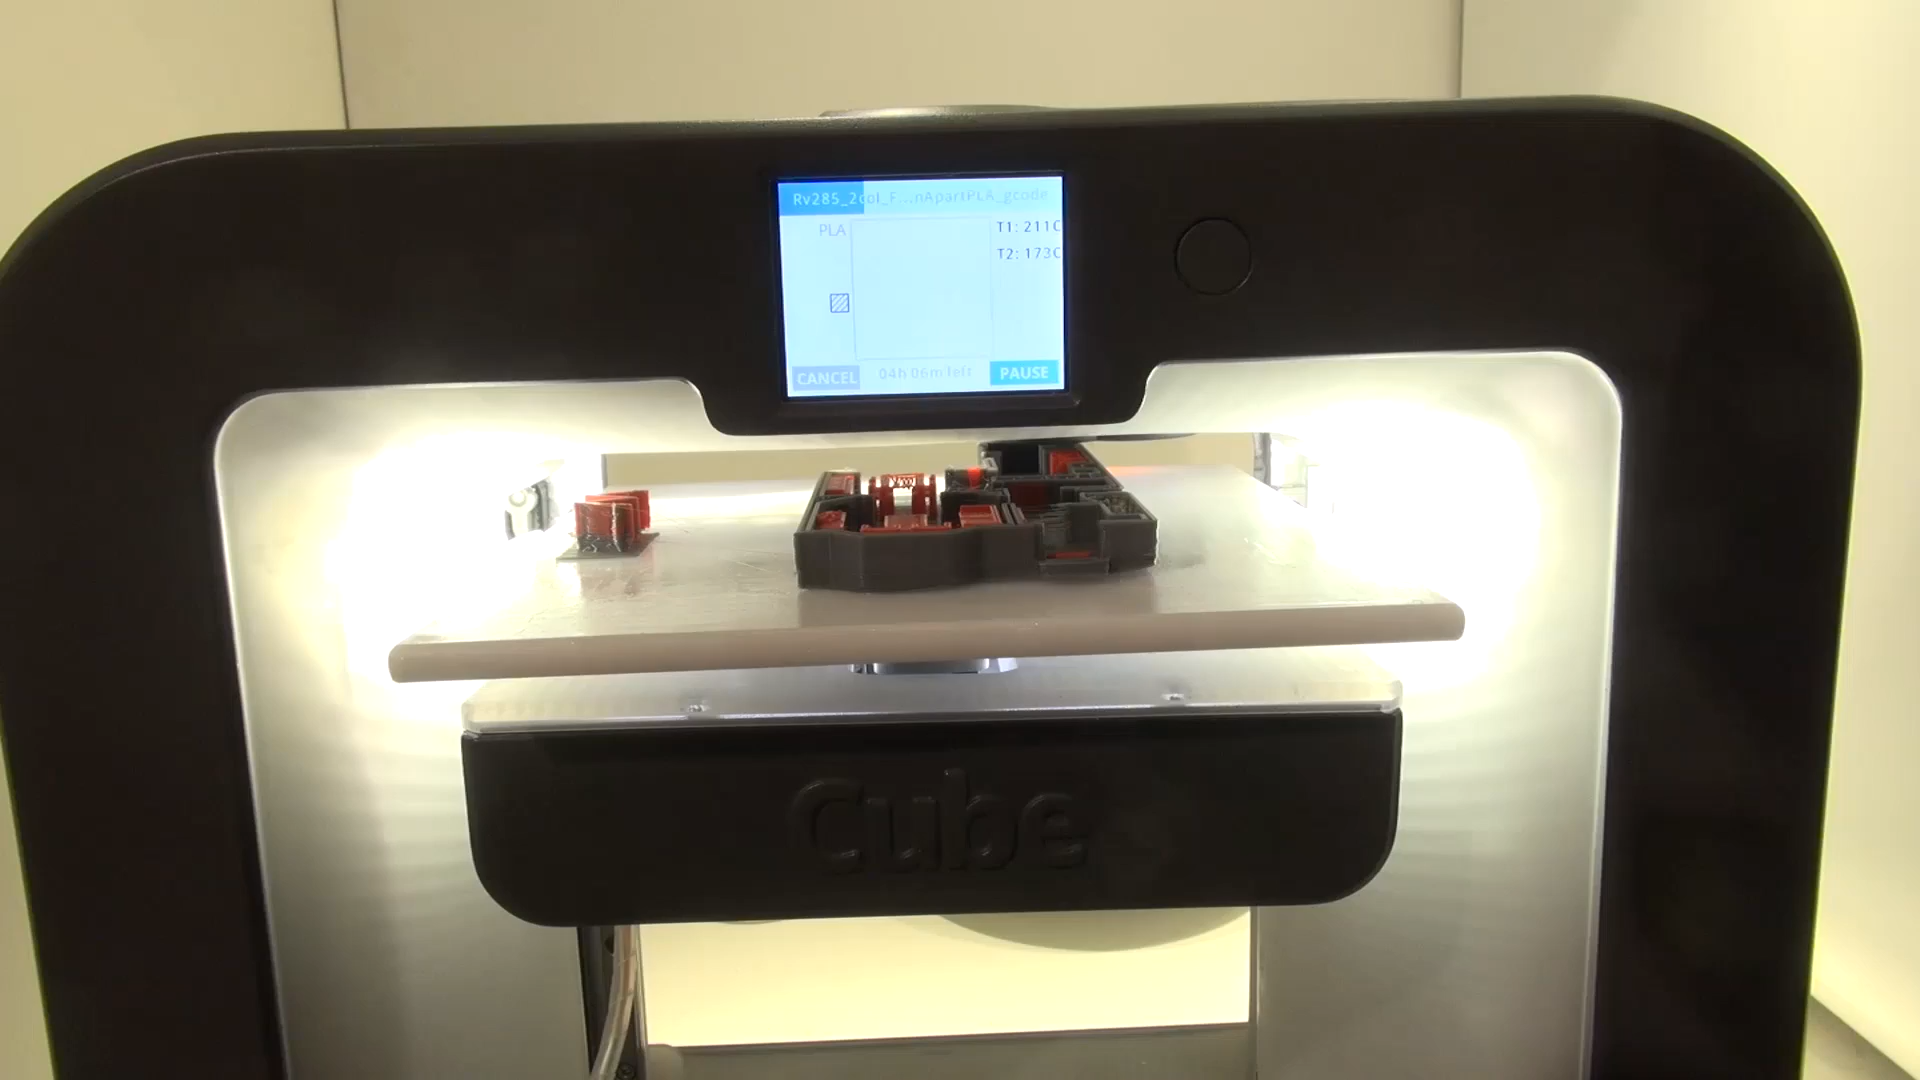 Rv285_2col_F...nApartPLA_gcode
PLA
T1: 211C
T2: 173C
CANCEL
04h 06m left
PAUSE
Cube